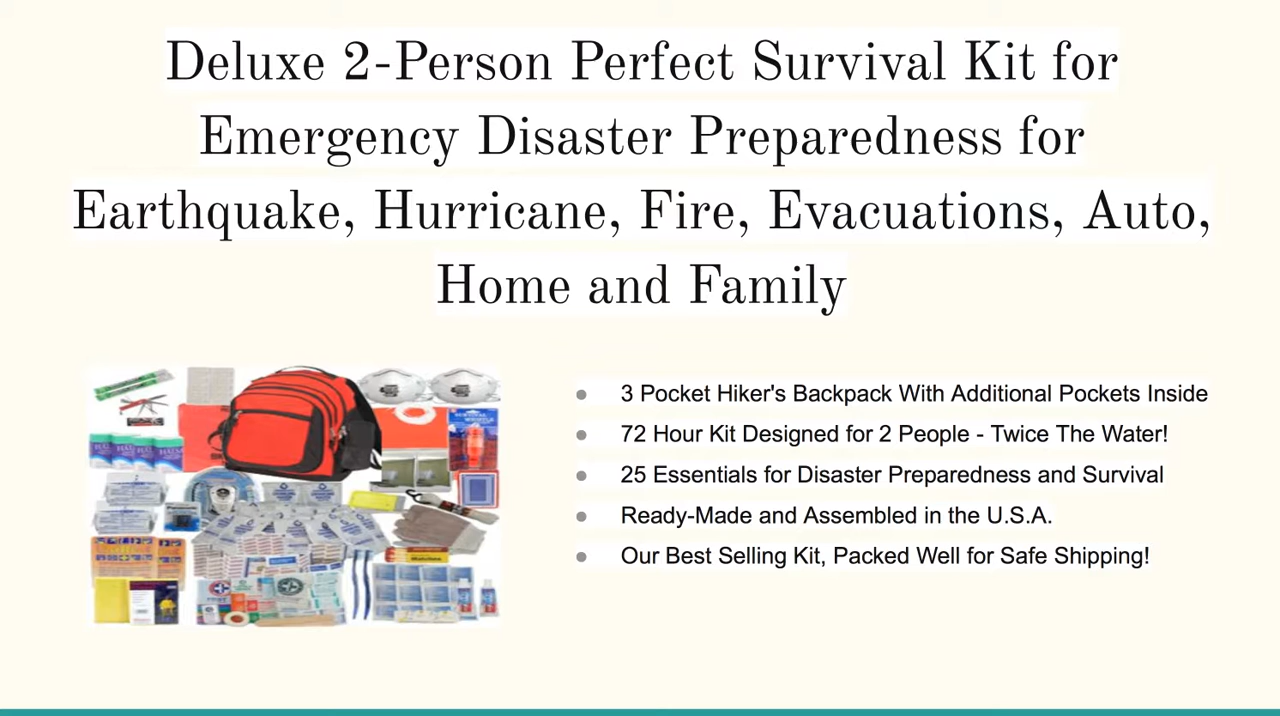 Deluxe 2-Person Perfect Survival Kit for
Emergency Disaster Preparedness for
Earthquake, Hurricane, Fire, Evacuations, Auto,
Home and Family
3 Pocket Hiker's Backpack With Additional Pockets Inside
72 Hour Kit Designed for 2 People - Twice The Water!
25 Essentials for Disaster Preparedness and Survival
Ready-Made and Assembled in the U.S.A.
Our Best Selling Kit, Packed Well for Safe Shipping!